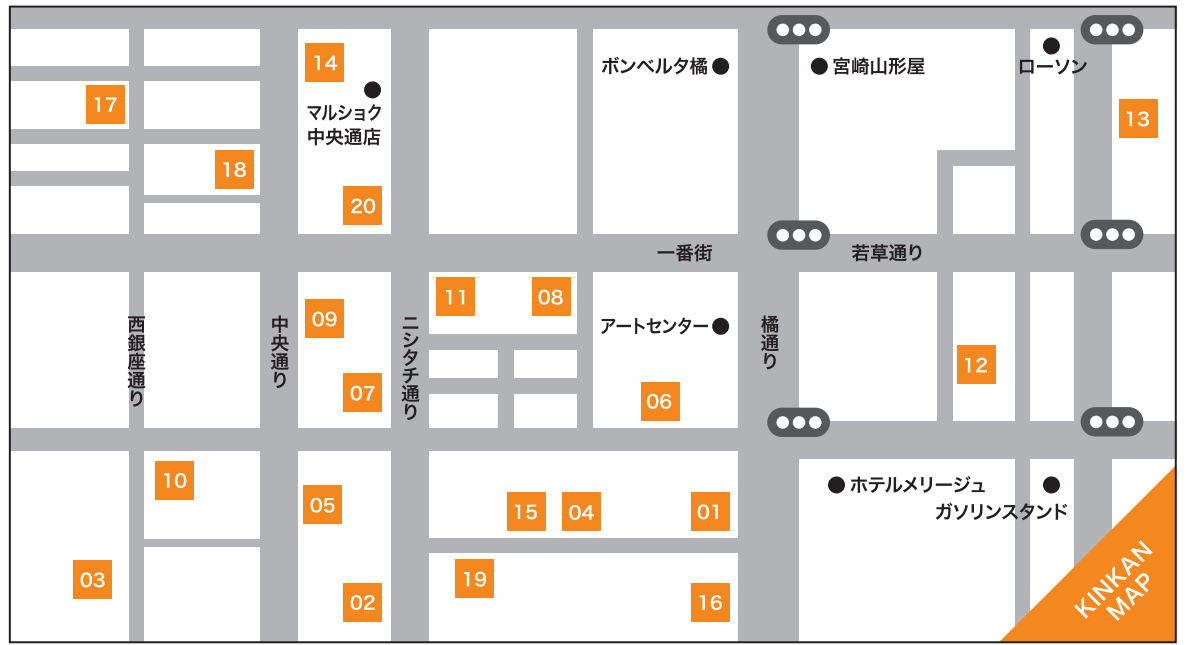 14
ボンベルタ橘
宮崎山形屋
ローソン
17
マルショク
中央通店
13
18
20
一番街
若草通り
11
08
09
アートセンター
西銀座通り
中央通り
ニシタチ通り
橘通り
12
07
06
10
05
15
04
01
ホテルメリージュ
ガソリンスタンド
03
19
02
16
KINKAN
MAP